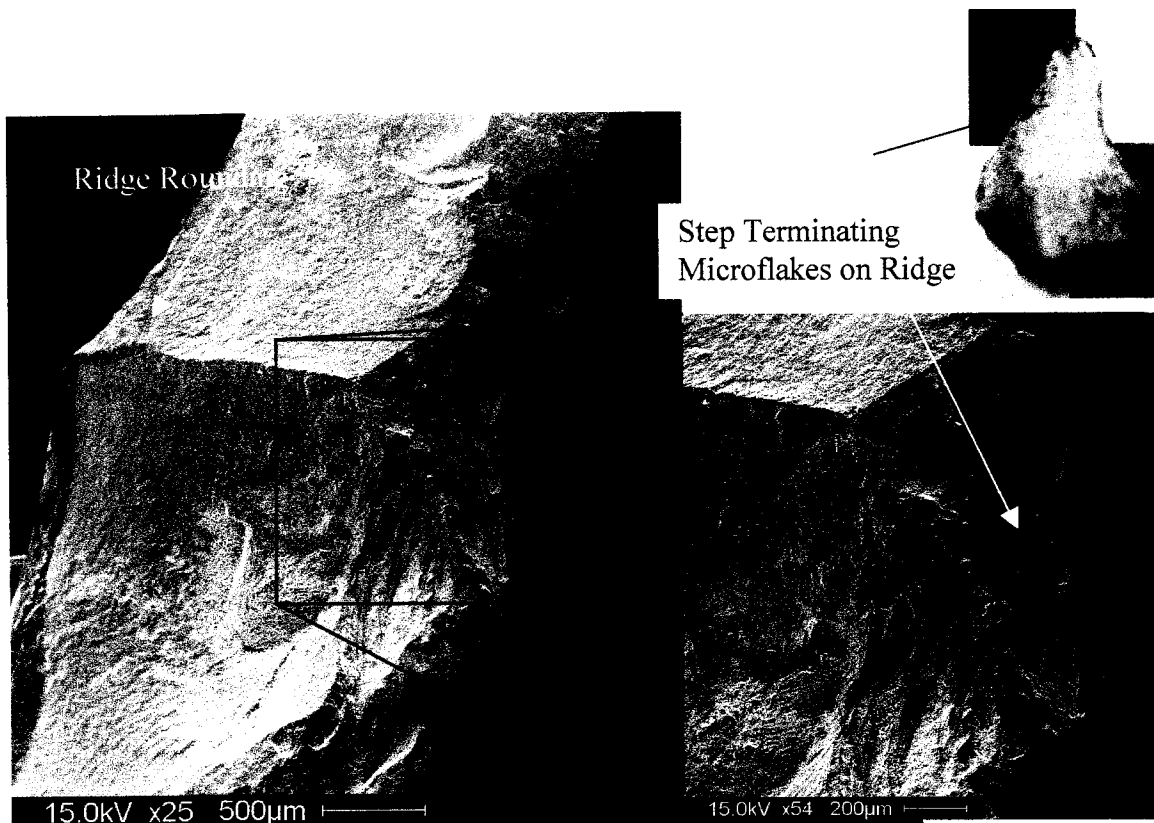 Ridge Rounding
Step Terminating
Microflakes on Ridge
15.0kV x25 500µm
15.0kV x54 200µm